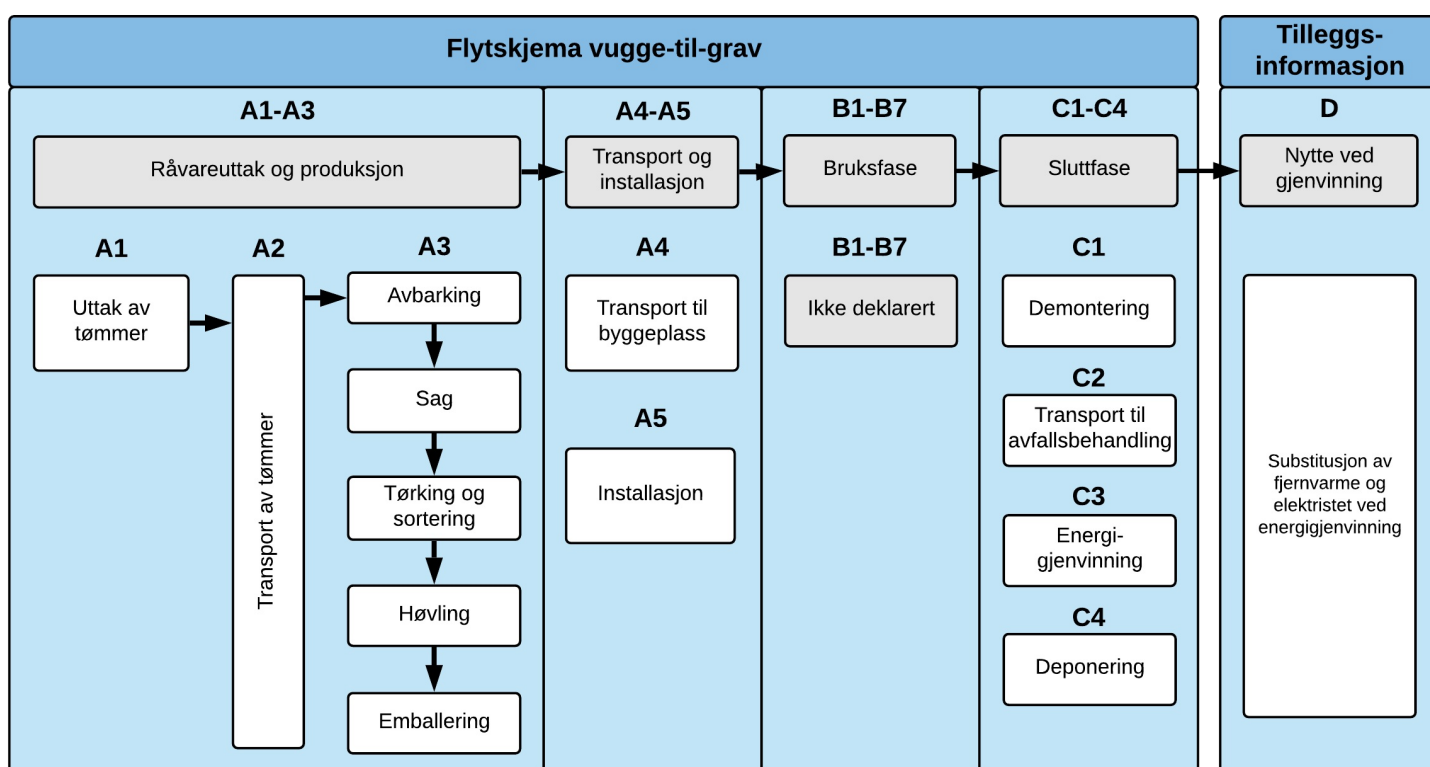 Flytskjema vugge-til-grav
Tilleggs-
informasjon
A1-A3
A4-A5
B1-B7
C1-C4
D
Råvareuttak og produksjon
Transport og
installasjon
Bruksfase
Sluttfase
Nytte ved
gjenvinning
A1
Uttak av
tømmer
A2
Transport av tømmer
A3
Avbarking
Sag
Tørking og
sortering
Høvling
Emballering
A4
Transport til
byggeplass
A5
Installasjon
B1-B7
Ikke deklarert
C1
Demontering
C2
Transport til
avfallsbehandling
C3
Energi-
gjenvinning
C4
Deponering
Substitusjon av
fjernvarme og
elektristet ved
energigjenvinning